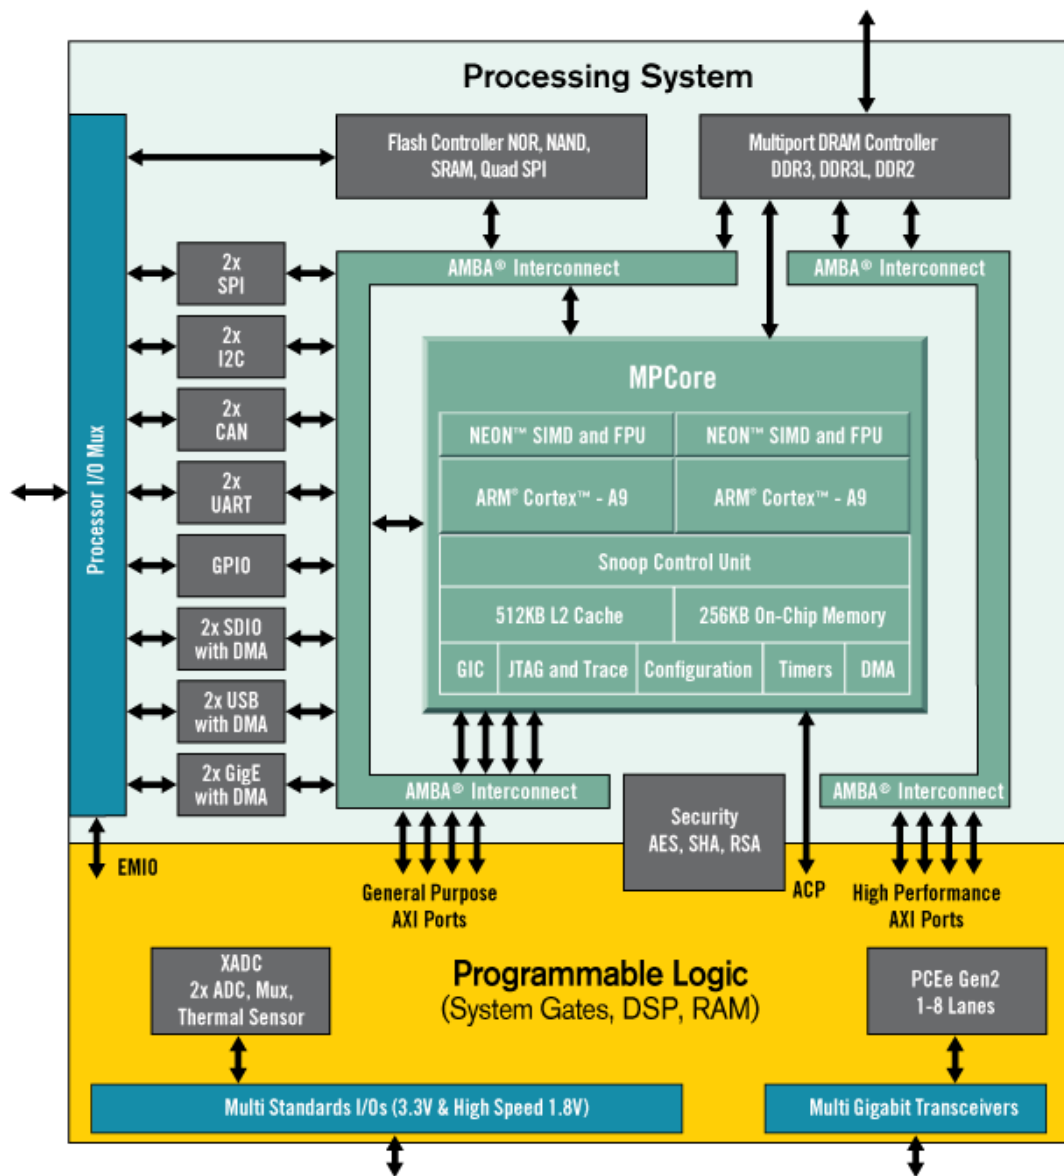 Processing System
Flash Controller NOR, NAND,
SRAM, Quad SPI
Multiport DRAM Controller
DDR3, DDR3L, DDR2
AMBA® Interconnect
AMBA® Interconnect
Processor I/O Mux
2x
SPI
2x
I2C
2x
CAN
2x
UART
GPIO
2x SDIO
with DMA
2x USB
with DMA
2x GigE
with DMA
MPCore
NEON™ SIMD and FPU
NEON™ SIMD and FPU
ARM® Cortex™ - A9
ARM® Cortex™ - A9
Snoop Control Unit
512KB L2 Cache
256KB On-Chip Memory
GIC
JTAG and Trace
Configuration
Timers
DMA
AMBA® Interconnect
Security
AES, SHA, RSA
AMBA® Interconnect
EMIO
General Purpose
AXI Ports
ACP
High Performance
AXI Ports
XADC
2x ADC, Mux,
Thermal Sensor
Programmable Logic
(System Gates, DSP, RAM)
PCEe Gen2
1-8 Lanes
Multi Standards I/Os (3.3V & High Speed 1.8V)
Multi Gigabit Transceivers